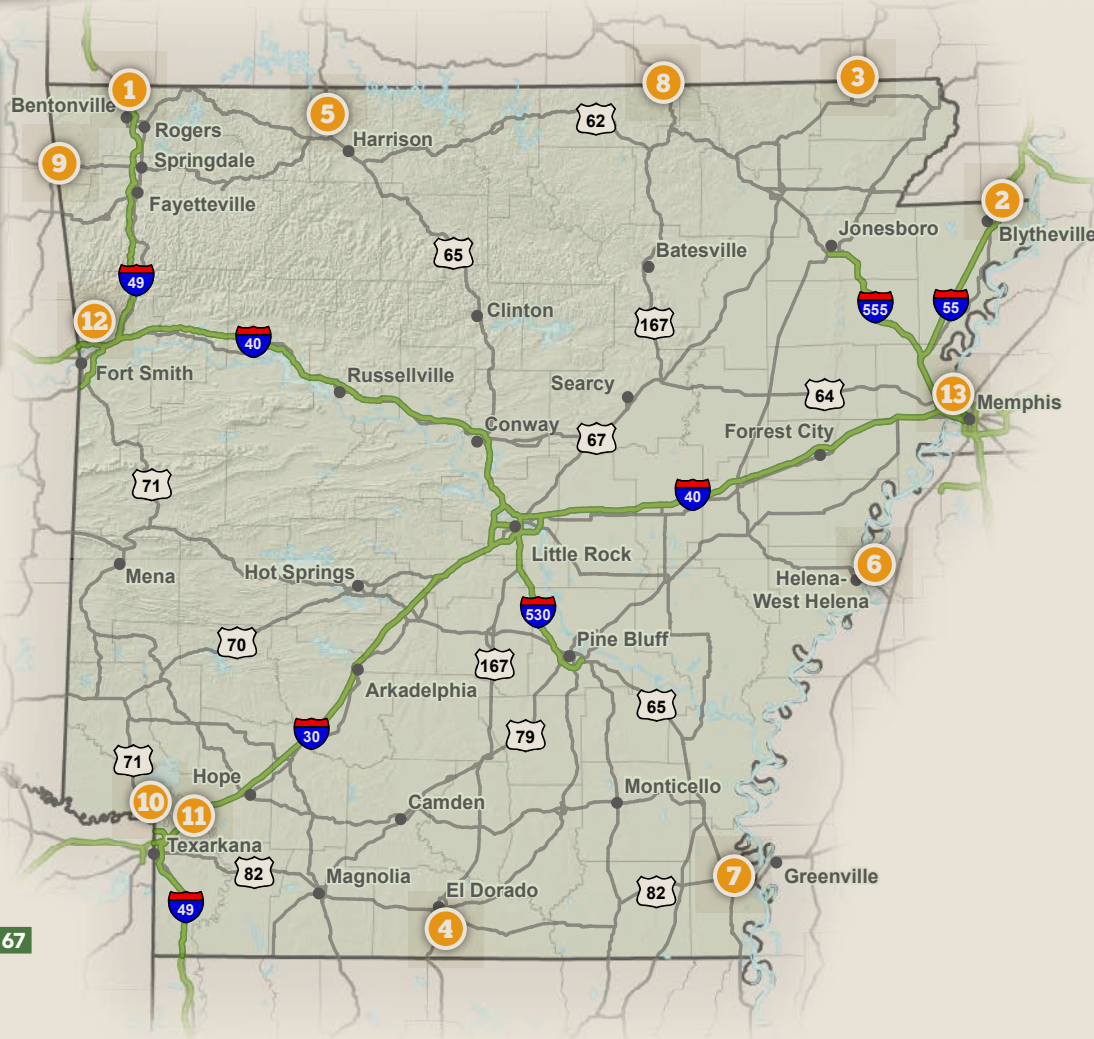 1
8
3
Bentonville
5
62
Rogers
Harrison
9
Springdale
2
Fayetteville
Jonesboro
Blytheville
65
Batesville
49
555
55
12
Clinton
167
40
Fort Smith
Russellville
Searcy
64
13
Memphis
Conway
67
Forrest City
71
40
Little Rock
6
Mena
Hot Springs
Helena-
West Helena
530
70
Pine Bluff
167
Arkadelphia
65
30
79
71
Hope
Monticello
10
11
Camden
Texarkana
82
Magnolia
7
Greenville
El Dorado
82
49
4
67